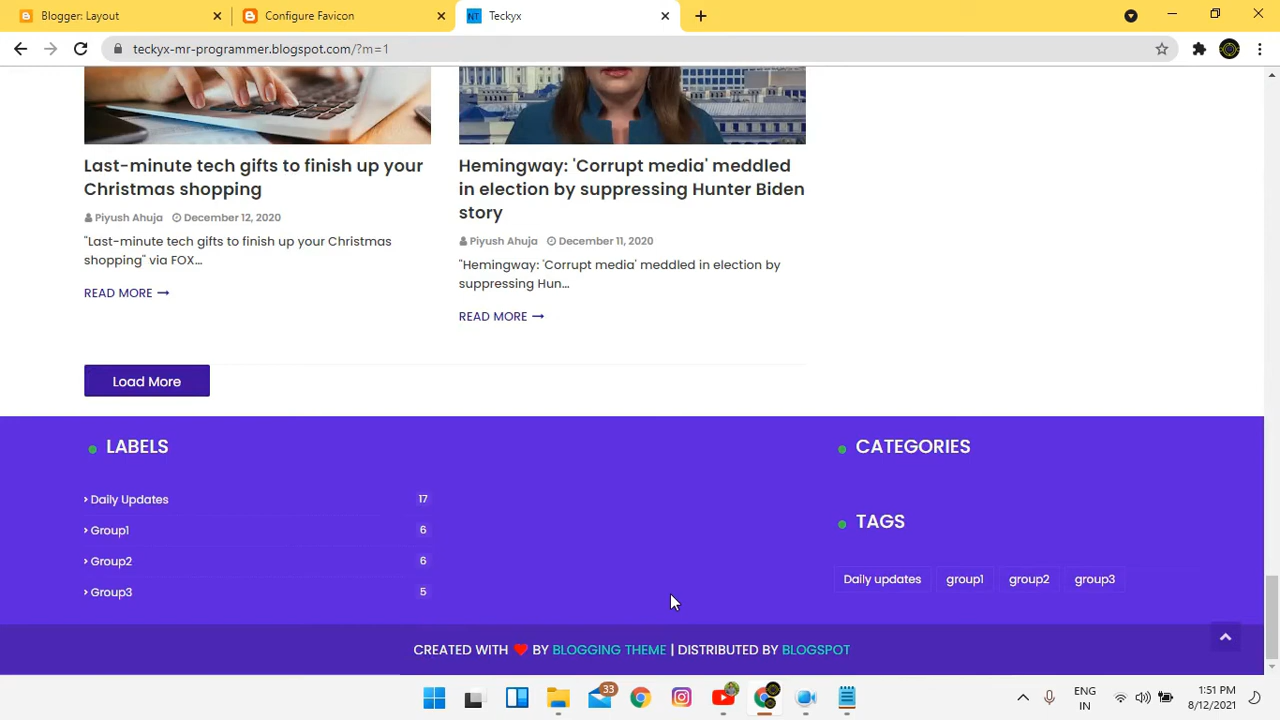 Blogger: Layout
Configure Favicon
NT Teckyx
teckyx-mr-programmer.blogspot.com/?m=1
Last-minute tech gifts to finish up your
Christmas shopping
Piyush Ahuja December 12, 2020
"Last-minute tech gifts to finish up your Christmas
shopping" via FOX...
READ MORE
Hemingway: 'Corrupt media' meddled
in election by suppressing Hunter Biden
story
Piyush Ahuja December 11, 2020
"Hemingway: 'Corrupt media' meddled in election by
suppressing Hun...
READ MORE
Load More
LABELS
Daily Updates 17
Group1 6
Group2 6
Group3 5
CATEGORIES
TAGS
Daily updates group1 group2 group3
CREATED WITH BY BLOGGING THEME | DISTRIBUTED BY BLOGSPOT
33
ENG
IN
1:51 PM
8/12/2021